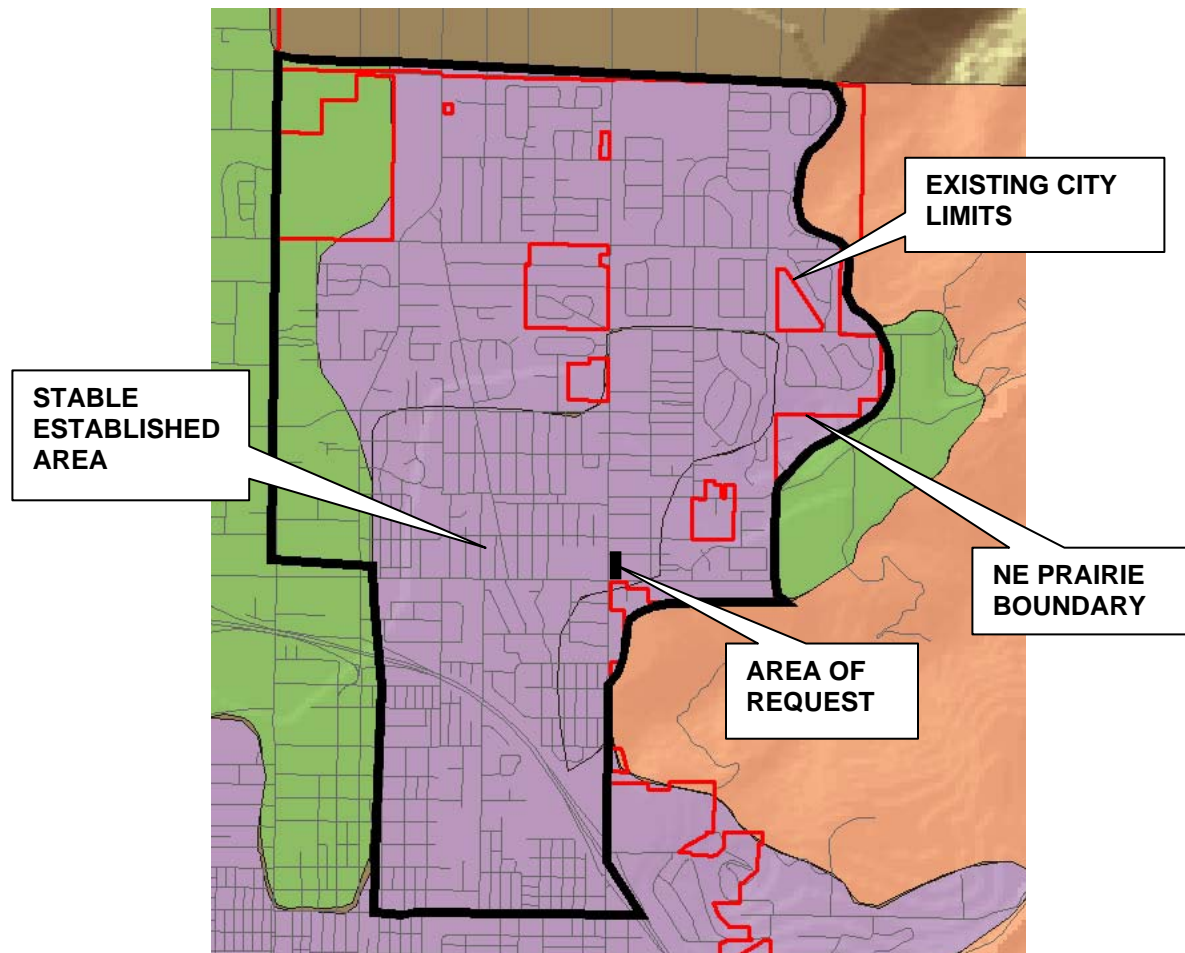 EXISTING CITY
LIMITS
STABLE
ESTABLISHED
AREA
NE PRAIRIE
BOUNDARY
AREA OF
REQUEST